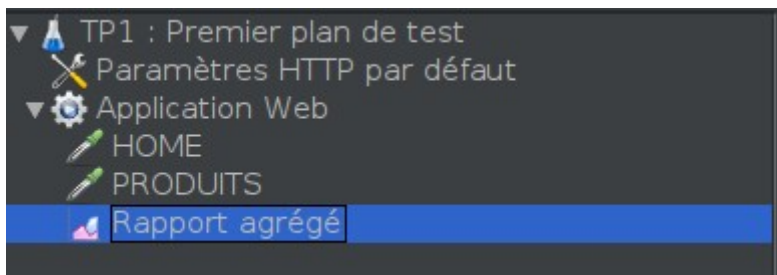 TP1 : Premier plan de test
Paramètres HTTP par défaut
Application Web
HOME
PRODUITS
Rapport agrégé